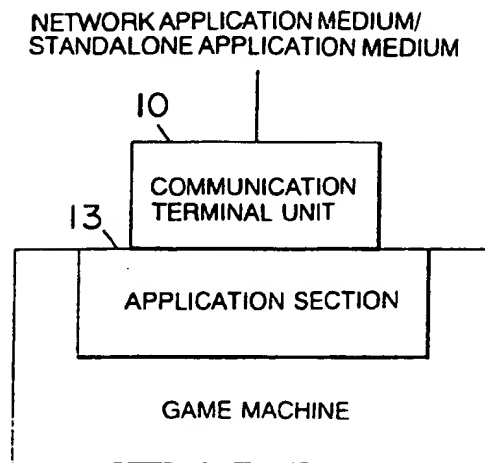 NETWORK APPLICATION MEDIUM/
STANDALONE APPLICATION MEDIUM
10
COMMUNICATION
TERMINAL UNIT
13
APPLICATION SECTION
GAME MACHINE